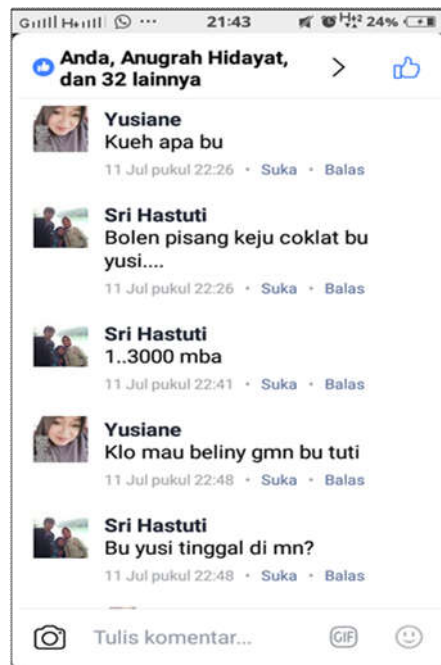 21:43
24%
Anda, Anugrah Hidayat,
dan 32 lainnya
Yusiane
Kueh apa bu
11 Jul pukul 22:26 • Suka • Balas
Sri Hastuti
Bolen pisang keju coklat bu
yusi....
11 Jul pukul 22:26 • Suka • Balas
Sri Hastuti
1..3000 mba
11 Jul pukul 22:41 • Suka • Balas
Yusiane
Klo mau beliny gmn bu tuti
11 Jul pukul 22:48 • Suka • Balas
Sri Hastuti
Bu yusi tinggal di mn?
11 Jul pukul 22:48 • Suka • Balas
Tulis komentar...
GIF